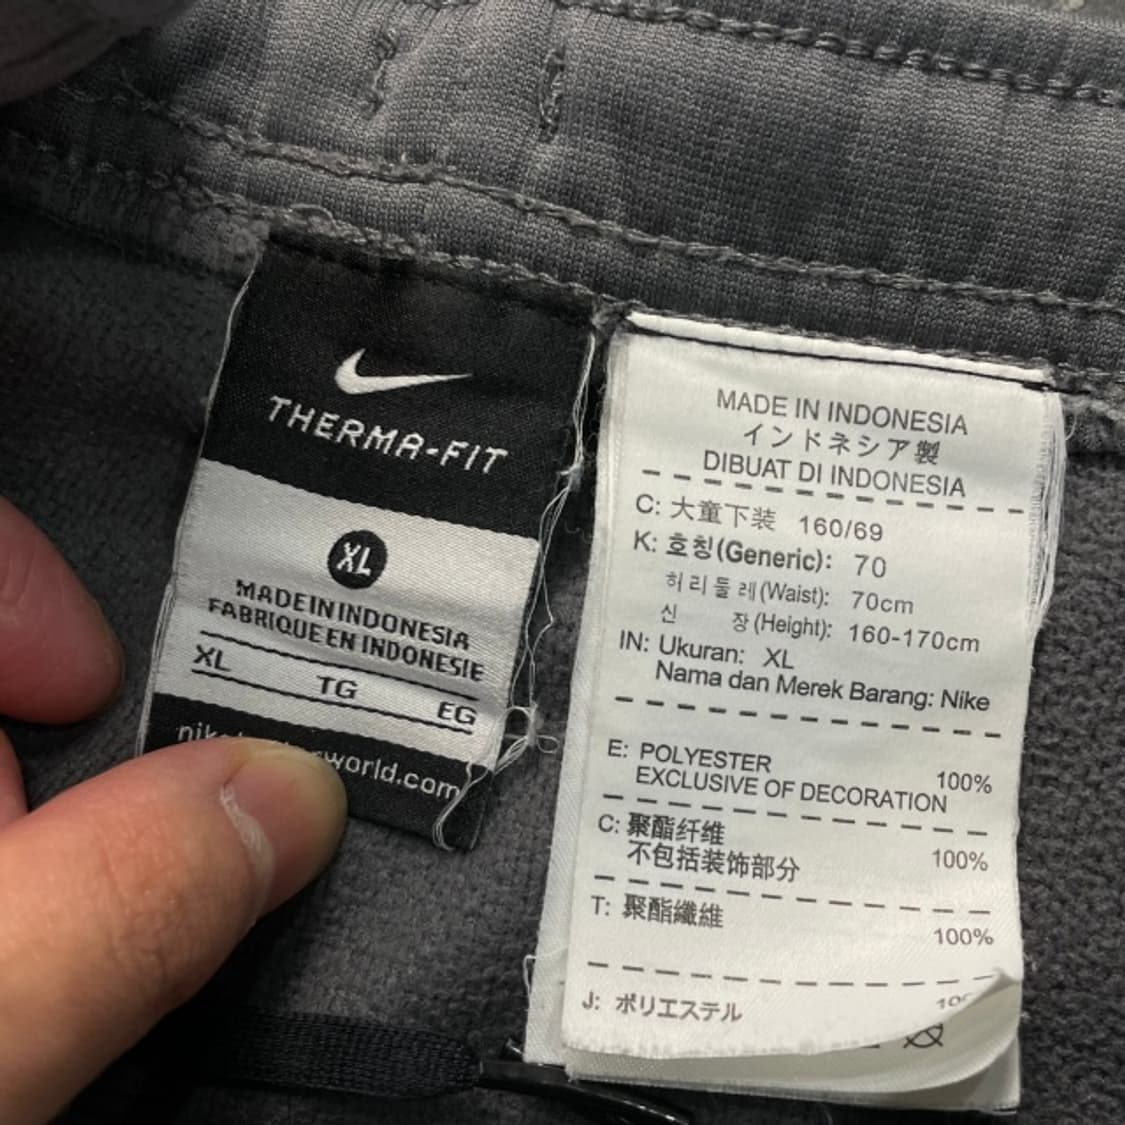 THERMA-FIT
XL
MADE IN INDONESIA
FABRIQUE EN INDONESIE
XL
TG
EG
world.com
MADE IN INDONESIA
インドネシア製
DIBUAT DI INDONESIA
C: 大童下装 160/69
K: 호칭(Generic): 70
허리둘레(Waist): 70cm
신 장(Height): 160-170cm
IN: Ukuran: XL
Nama dan Merek Barang: Nike
E: POLYESTER 100%
EXCLUSIVE OF DECORATION
C: 聚酯纤维 100%
不包括装饰部分
T: 聚酯纖維 100%
J: ポリエステル